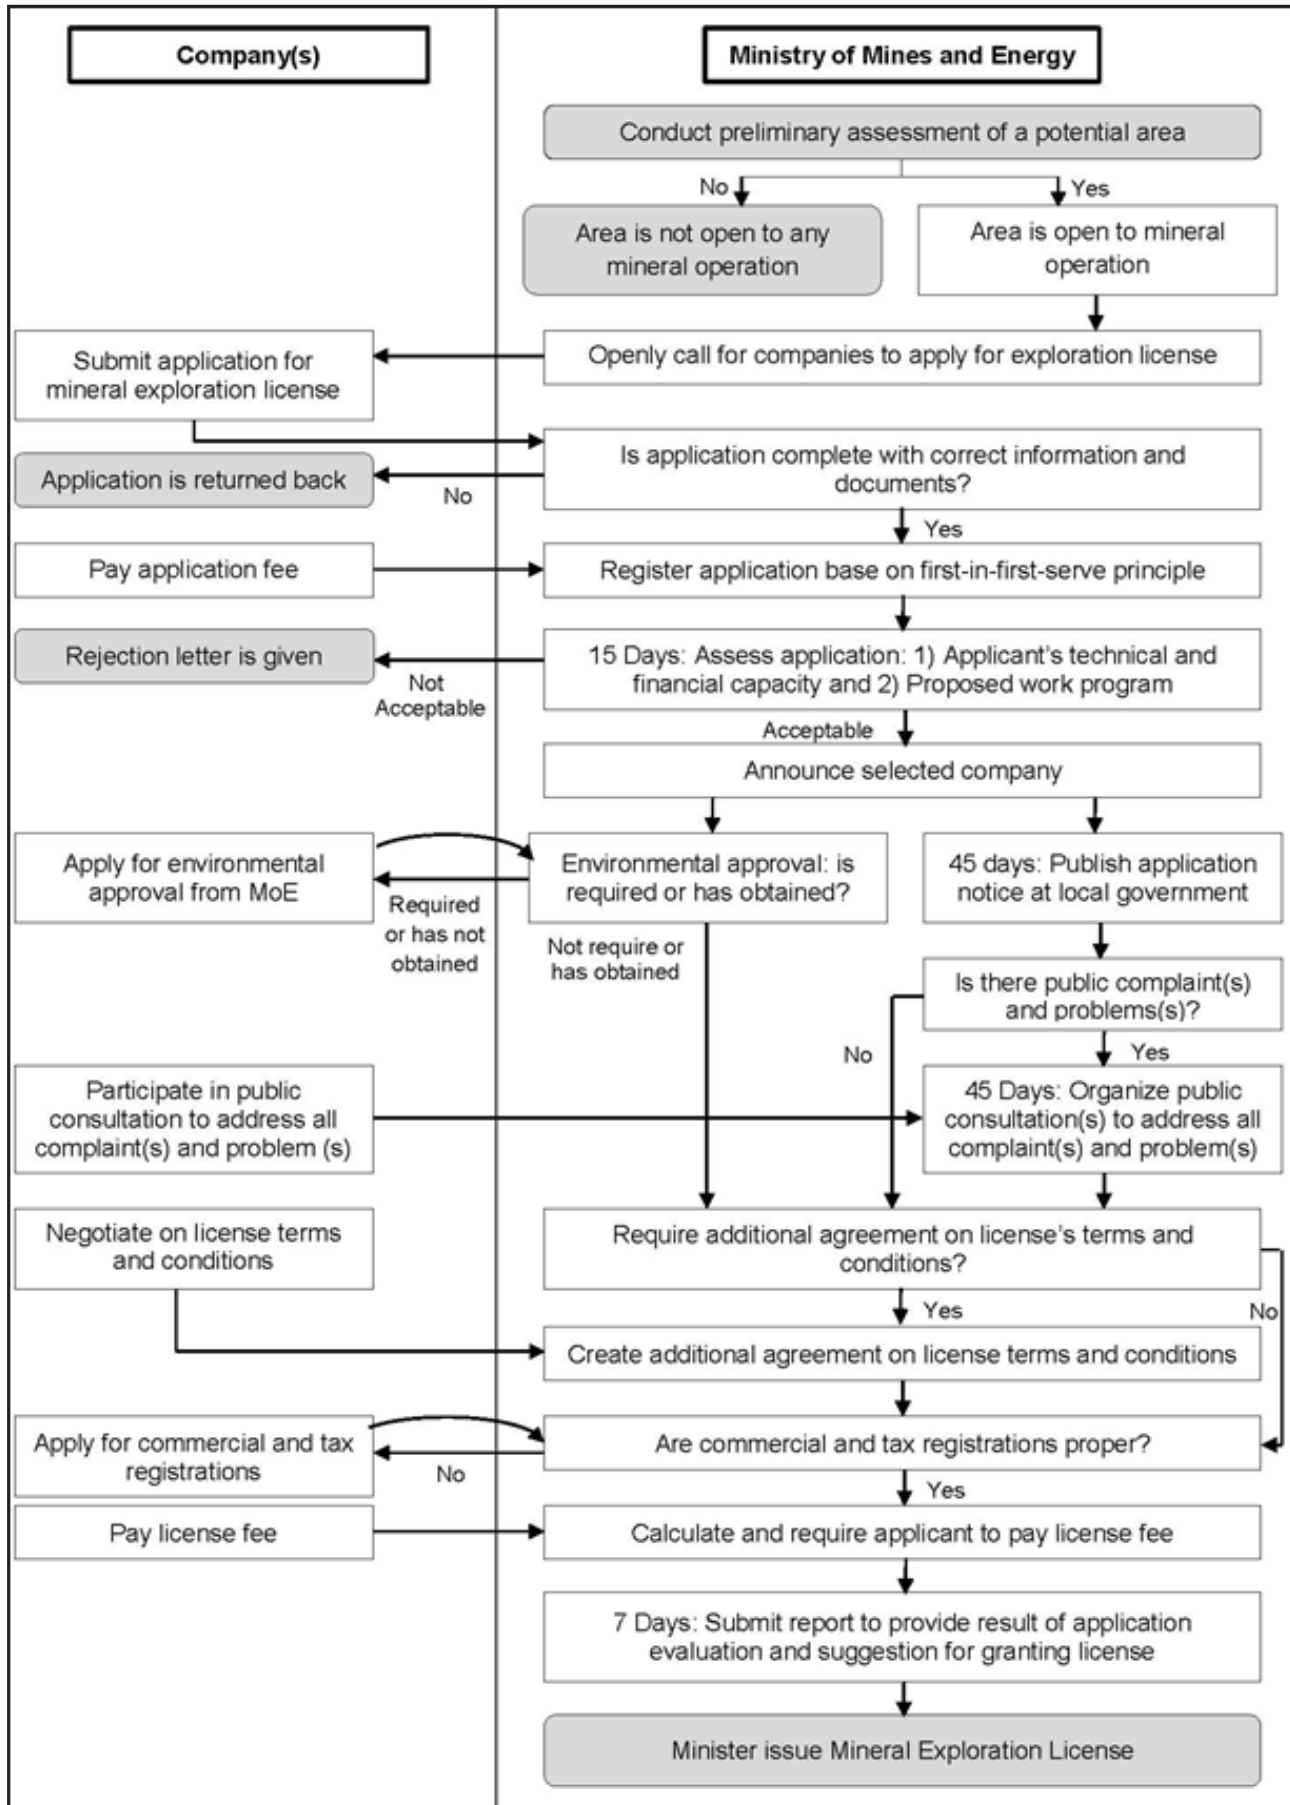 Company(s)
Ministry of Mines and Energy
Conduct preliminary assessment of a potential area
No
Yes
Area is not open to any
mineral operation
Area is open to mineral
operation
Submit application for
mineral exploration license
Openly call for companies to apply for exploration license
Is application complete with correct information and
documents?
Application is returned back
No
Yes
Pay application fee
Register application base on first-in-first-serve principle
Rejection letter is given
Not
Acceptable
15 Days: Assess application: 1) Applicant's technical and
financial capacity and 2) Proposed work program
Acceptable
Announce selected company
Apply for environmental
approval from MoE
Required
or has not
obtained
Environmental approval: is
required or has obtained?
Not require or
has obtained
45 days: Publish application
notice at local government
Is there public complaint(s)
and problems(s)?
No
Yes
Participate in public
consultation to address all
complaint(s) and problem (s)
45 Days: Organize public
consultation(s) to address all
complaint(s) and problem(s)
Negotiate on license terms
and conditions
Require additional agreement on license's terms and
conditions?
Yes
No
Create additional agreement on license terms and conditions
Apply for commercial and tax
registrations
No
Are commercial and tax registrations proper?
Yes
Pay license fee
Calculate and require applicant to pay license fee
7 Days: Submit report to provide result of application
evaluation and suggestion for granting license
Minister issue Mineral Exploration License